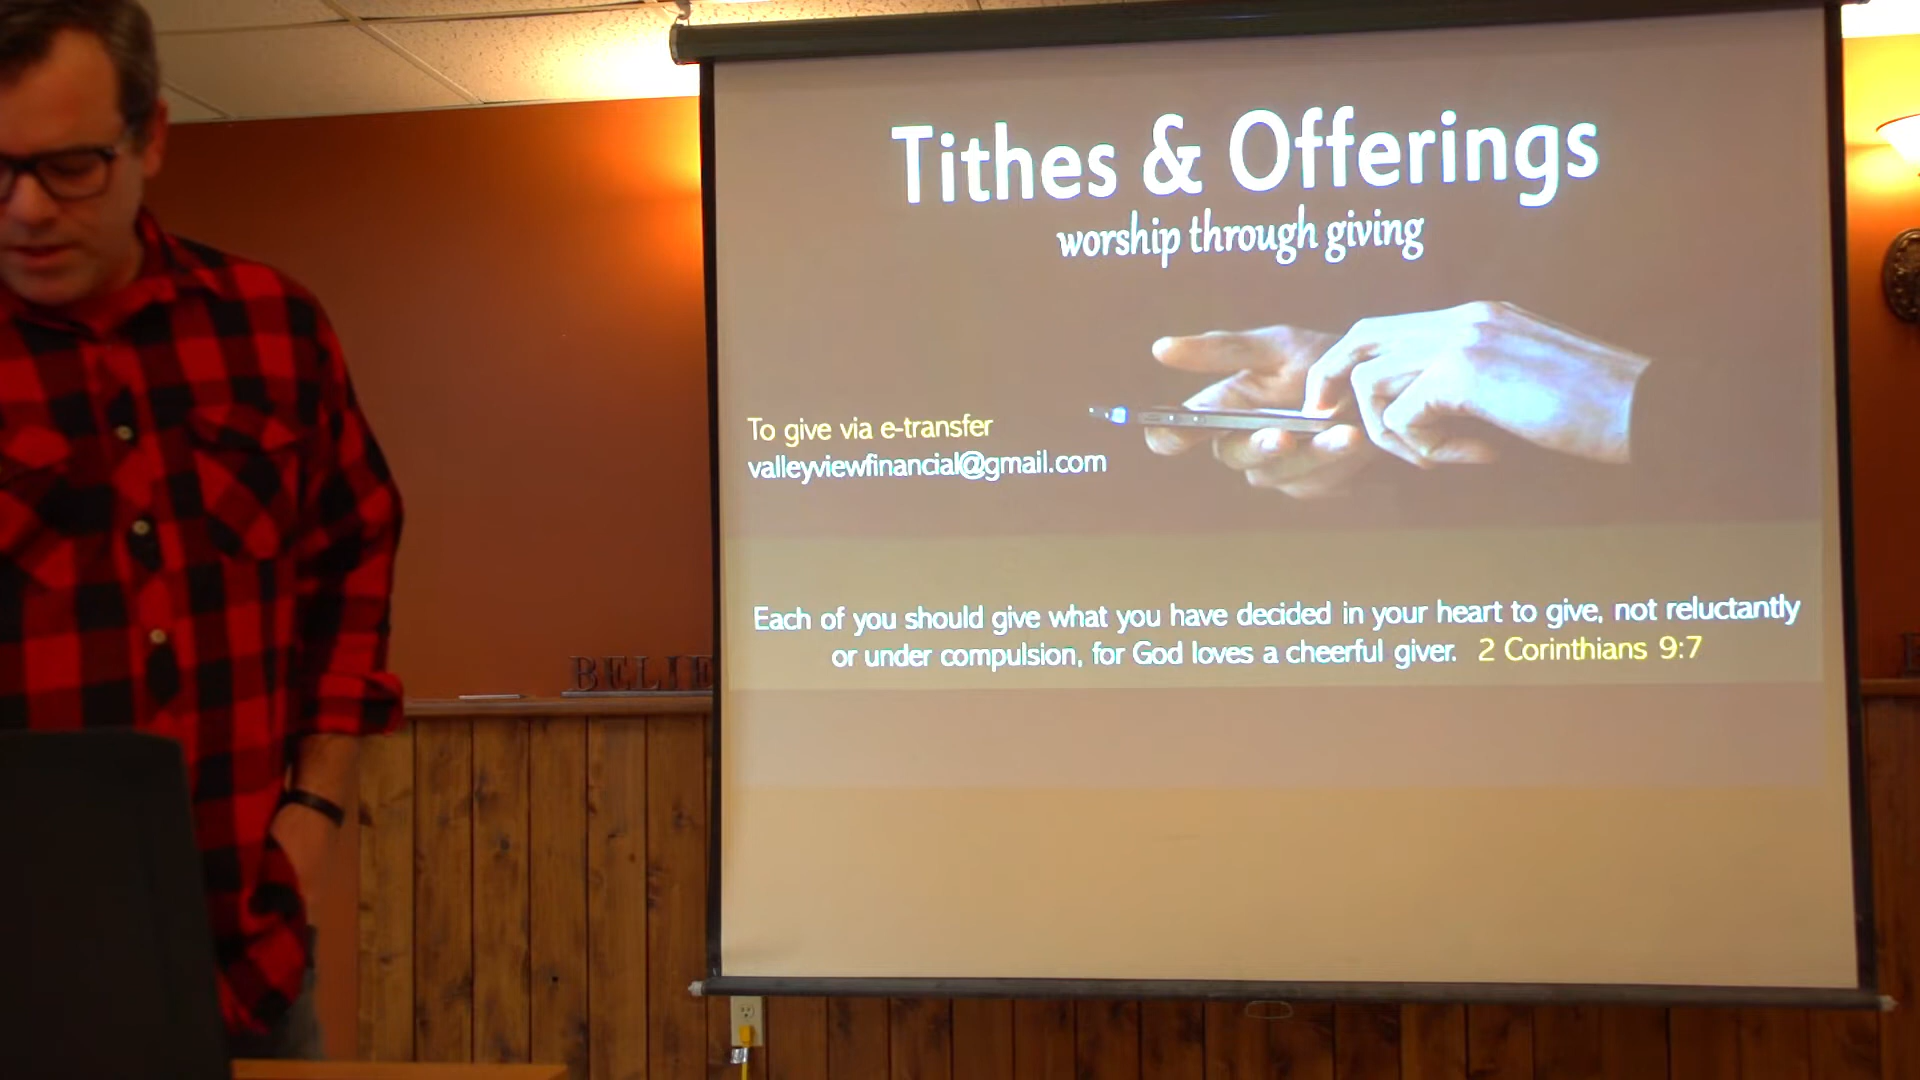 Tithes & Offerings
worship through giving
To give via e-transfer
valleyviewfinancial@gmail.com
Each of you should give what you have decided in your heart to give, not reluctantly
or under compulsion, for God loves a cheerful giver. 2 Corinthians 9:7
BELIE